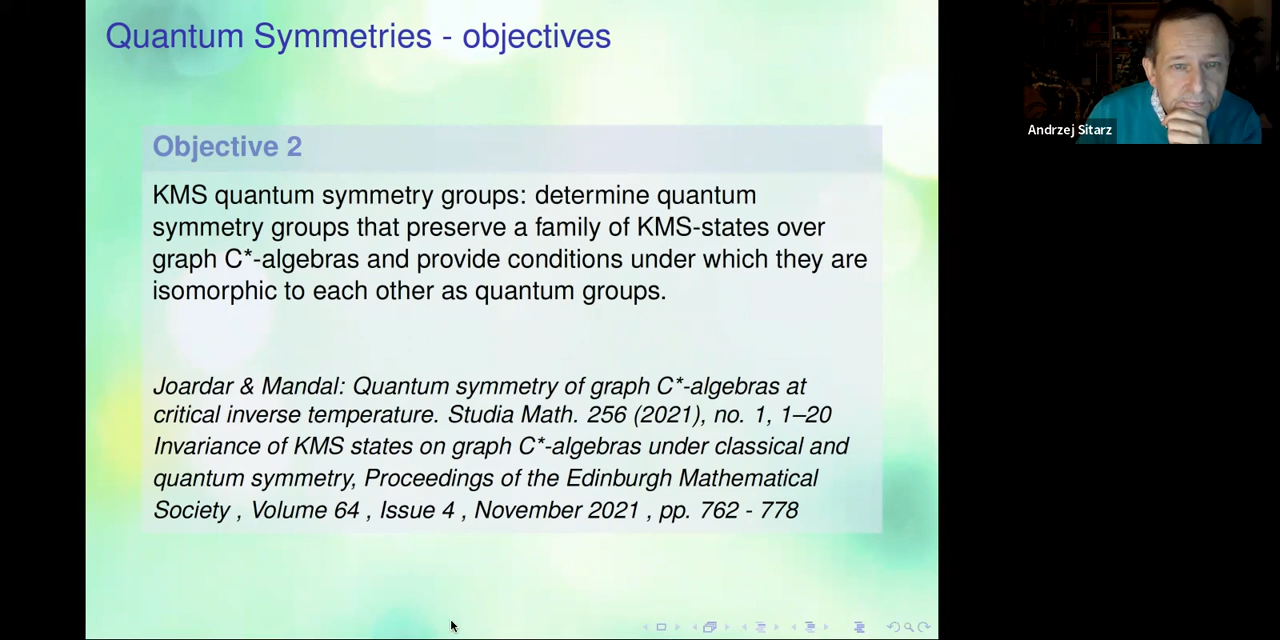 Quantum Symmetries - objectives
Objective 2
KMS quantum symmetry groups: determine quantum
symmetry groups that preserve a family of KMS-states over
graph C*-algebras and provide conditions under which they are
isomorphic to each other as quantum groups.
Joardar & Mandal: Quantum symmetry of graph C*-algebras at
critical inverse temperature. Studia Math. 256 (2021), no. 1, 1–20
Invariance of KMS states on graph C*-algebras under classical and
quantum symmetry, Proceedings of the Edinburgh Mathematical
Society , Volume 64 , Issue 4 , November 2021 , pp. 762 - 778
Andrzej Sitarz